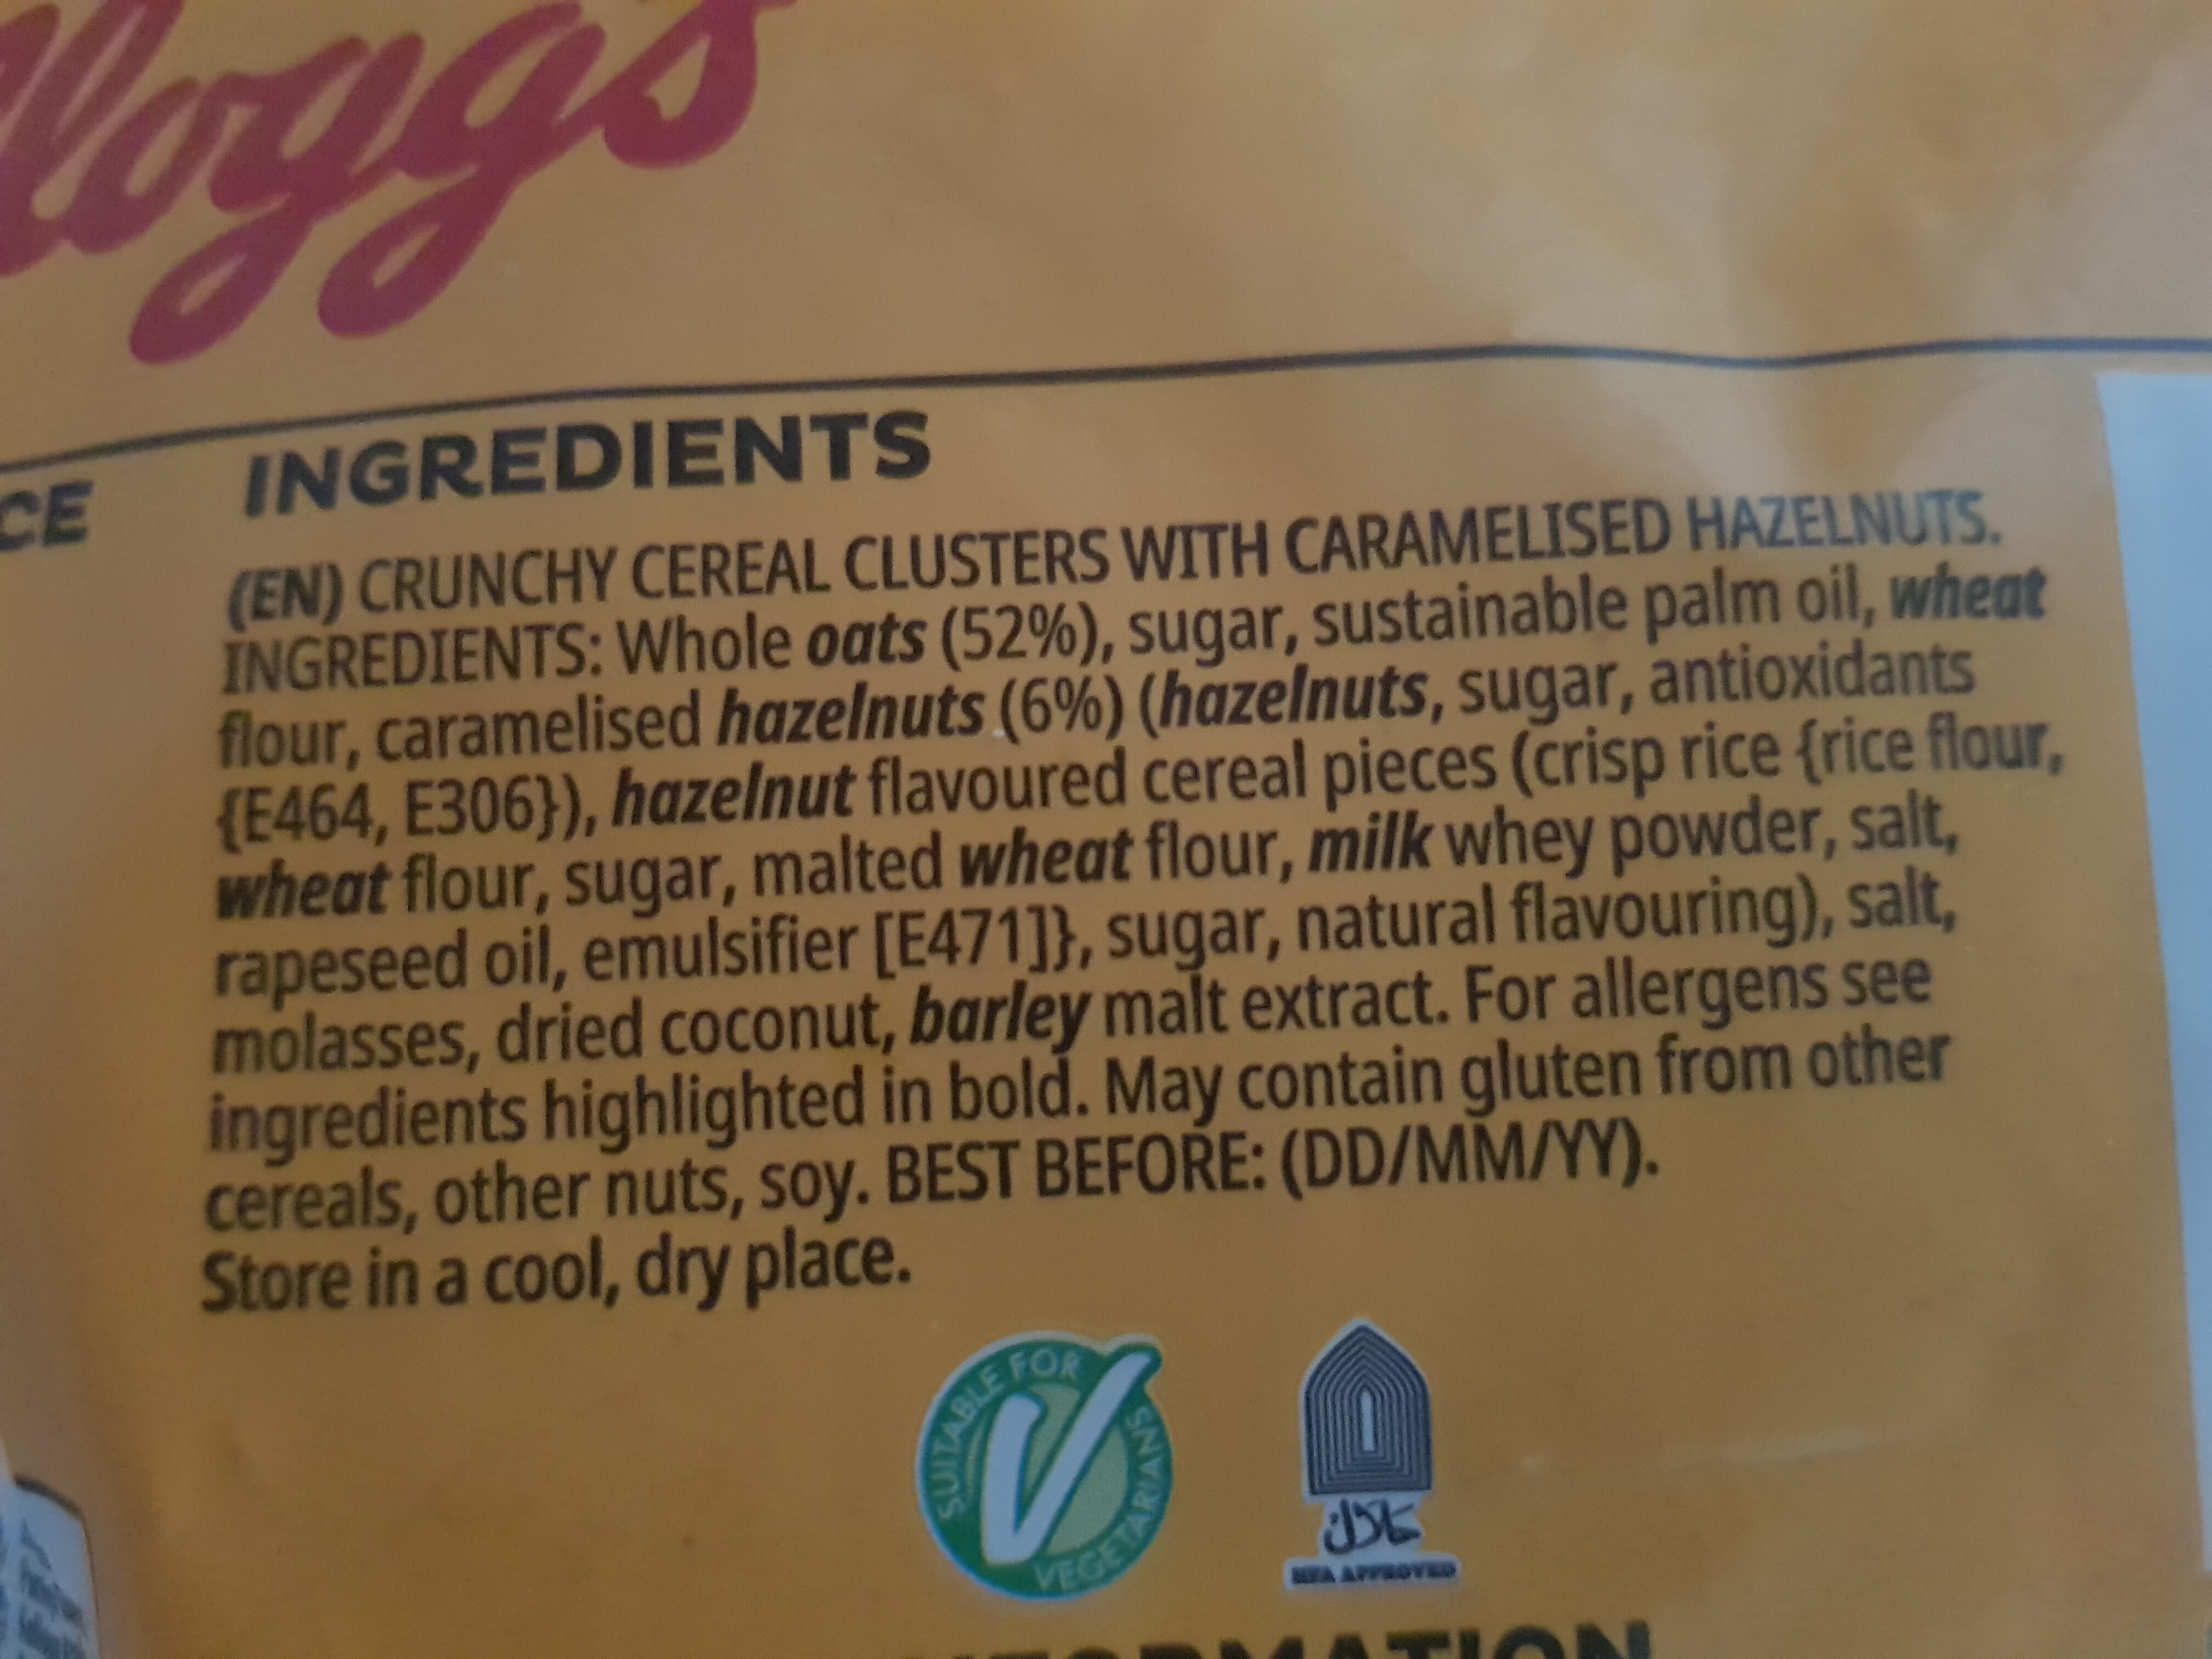 lloggs
CE
INGREDIENTS
(EN) CRUNCHY CEREAL CLUSTERS WITH CARAMELISED HAZELNUTS.
INGREDIENTS: Whole oats (52%), sugar, sustainable palm oil, wheat
flour, caramelised hazelnuts (6%) (hazelnuts, sugar, antioxidants
{E464, E306}), hazelnut flavoured cereal pieces (crisp rice {rice flour,
wheat flour, sugar, malted wheat flour, milk whey powder, salt,
rapeseed oil, emulsifier [E471]}, sugar, natural flavouring), salt,
molasses, dried coconut, barley malt extract. For allergens see
ingredients highlighted in bold. May contain gluten from other
cereals, other nuts, soy. BEST BEFORE: (DD/MM/YY).
Store in a cool, dry place.
SUITABLE FOR
VEGETARIANS
V
حلال
APPROVED